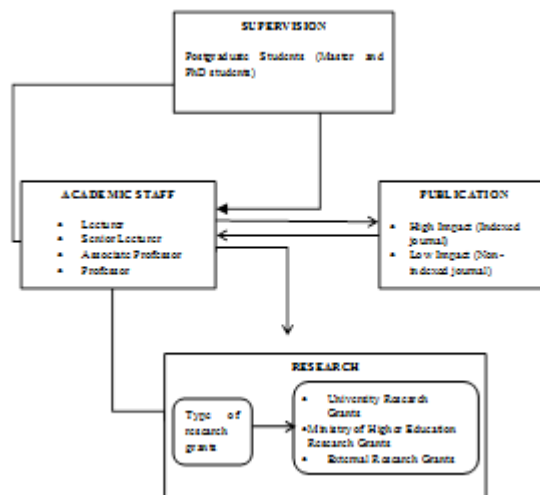 SUPERVISION
Postgraduate Students (Master and
PhD students)
ACADEMIC STAFF
• Lecturer
• Senior Lecturer
• Associate Professor
• Professor
PUBLICATION
• High Impact (Indexed
journal)
• Low Impact (Non-
indexed journal)
RESEARCH
Type of
research
grants
• University Research
Grants
• Ministry of Higher Education
Research Grants
• External Research Grants